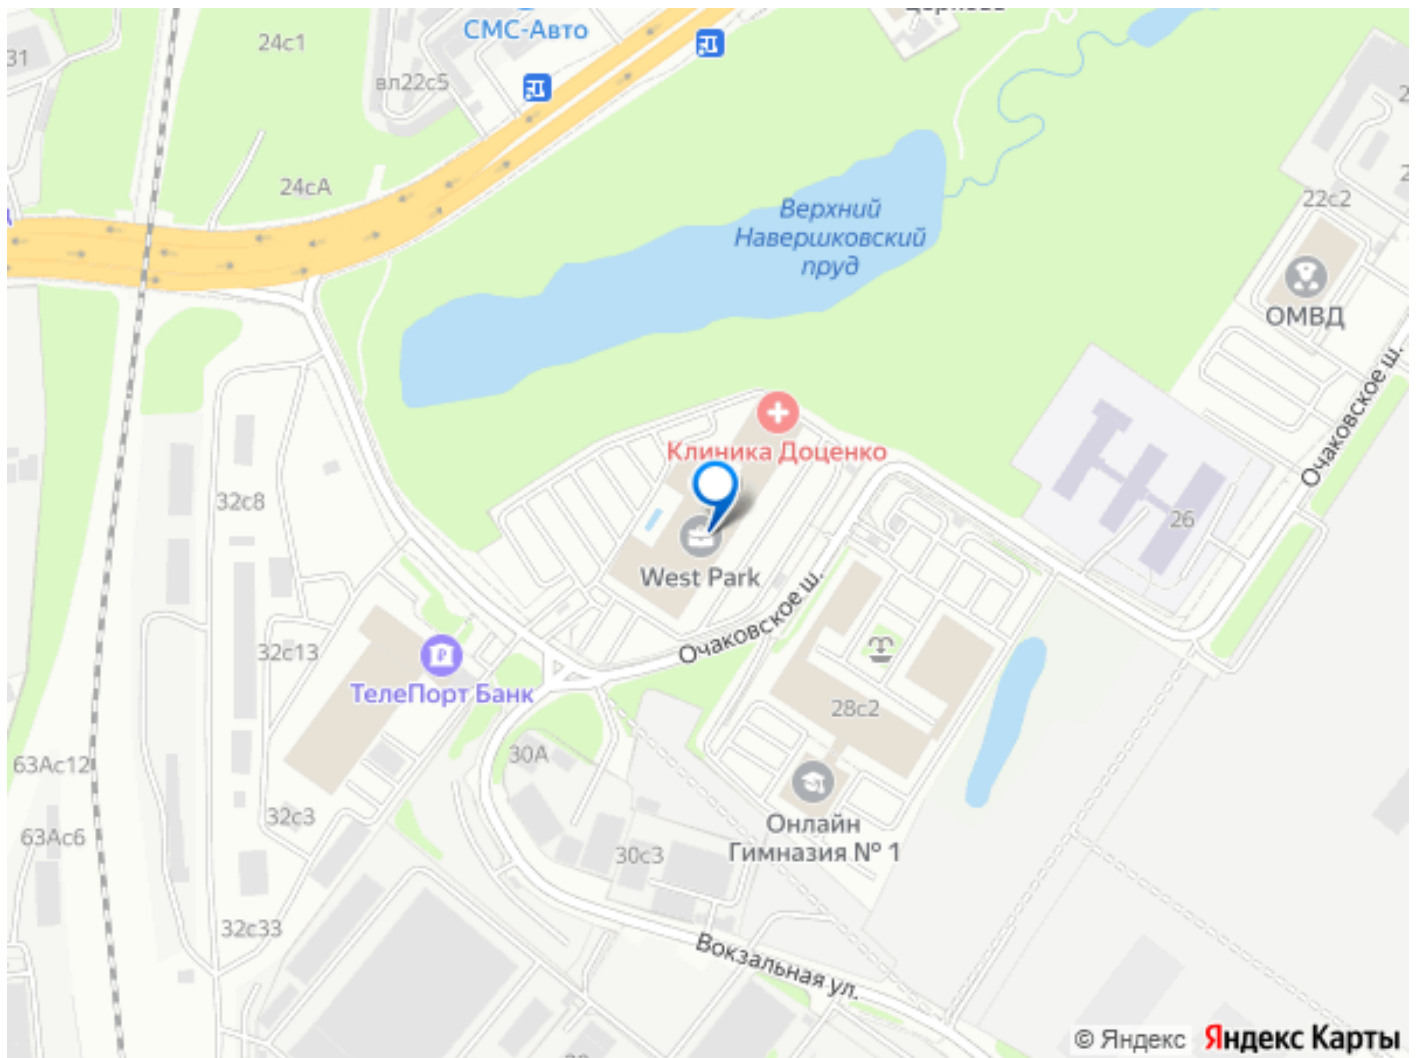 СМС-Авто
24с1
31
вл22с5
24сА
Верхний
Навершковский
пруд
22с2
ОМВД
Очаковское ш.
Клиника Доценко
West Park
26
32с8
Очаковское ш.
32с13
ТелеПорт Банк
28с2
30А
63Ас12
32с3
63Ас6
Онлайн
Гимназия № 1
30с3
32с33
Вокзальная ул.
© Яндекс Яндекс Карты